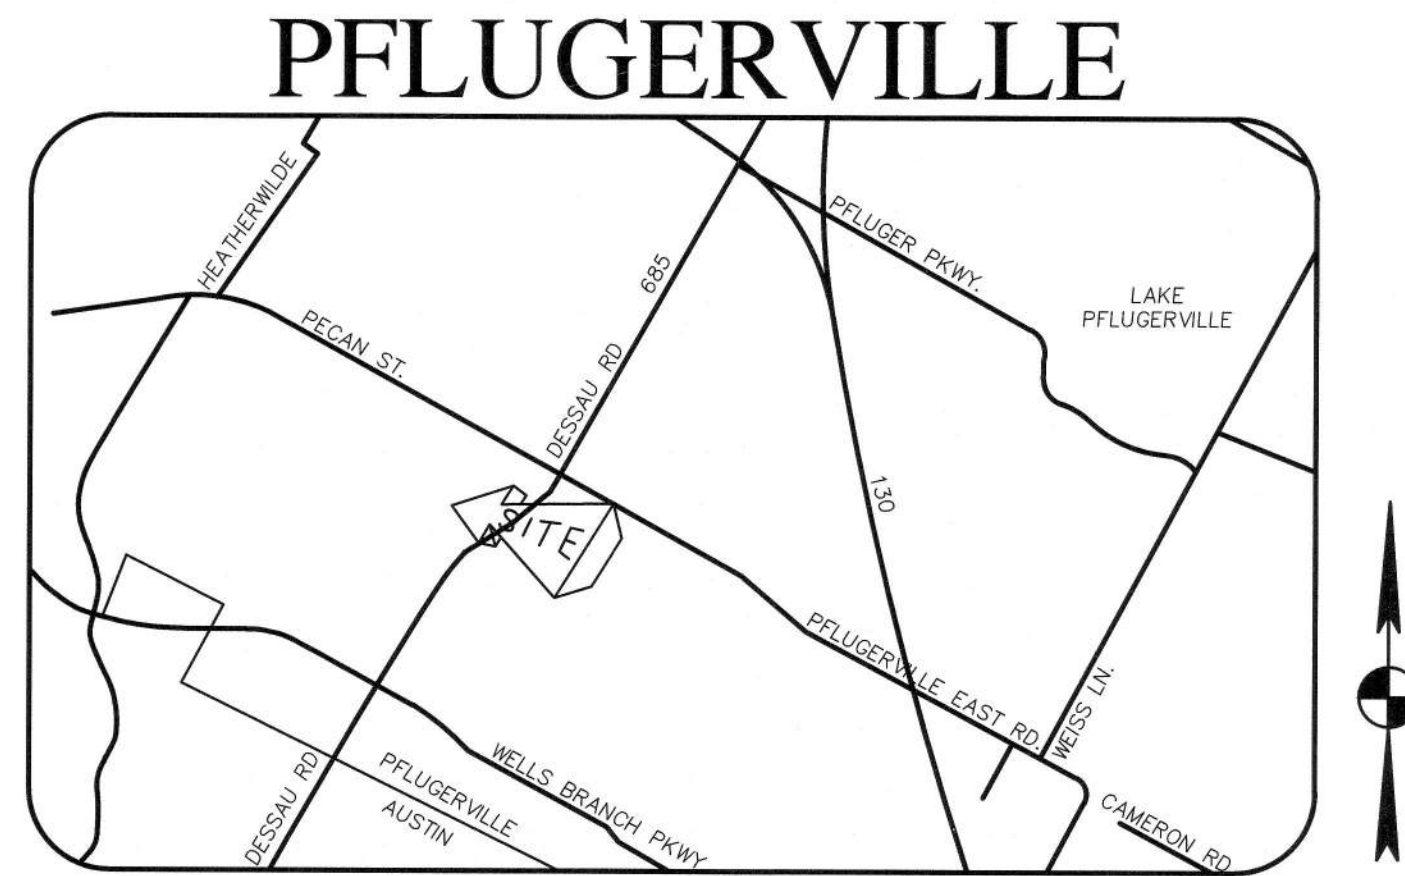 PFLUGERVILLE
HEATHERWILDE
PFLUGER PKWY.
685
LAKE
PFLUGERVILLE
PECAN ST.
DESSAU RD
130
SITE
PFLUGERVILLE EAST RD.
WEISS LN.
DESSAU RD
PFLUGERVILLE
AUSTIN
WELLS BRANCH PKWY
CAMERON RD